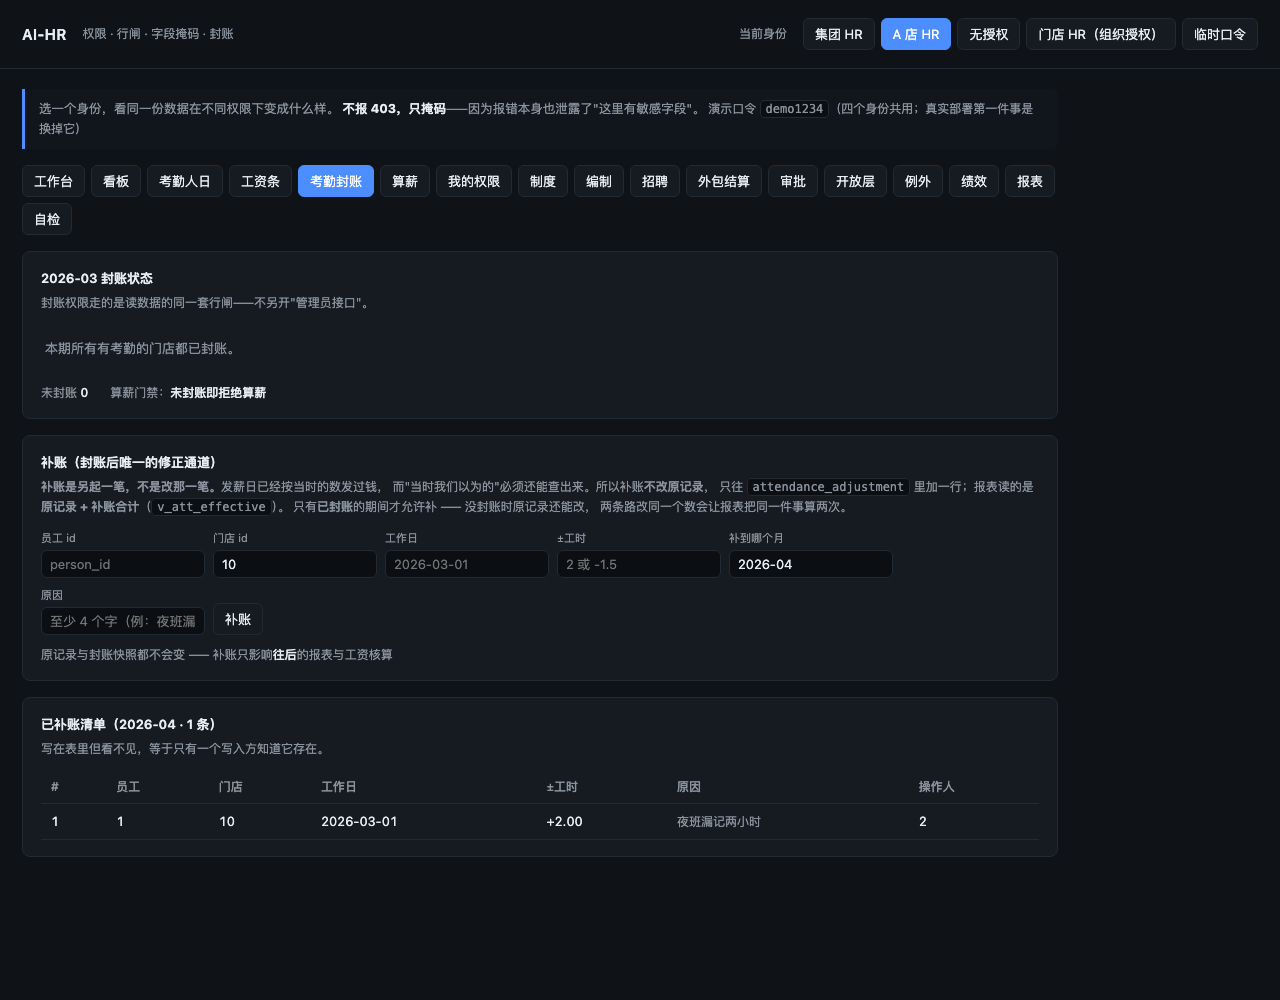 AI-HR 权限 · 行闸 · 字段掩码 · 封账 当前身份 集团 HR A 店 HR 无授权 门店 HR（组织授权） 临时口令
选一个身份，看同一份数据在不同权限下变成什么样。 不报 403，只掩码——因为报错本身也泄露了"这里有敏感字段"。 演示口令 demo1234（四个身份共用；真实部署第一件事是
换掉它）
工作台 看板 考勤人日 工资条 考勤封账 算薪 我的权限 制度 编制 招聘 外包结算 审批 开放层 例外 绩效 报表
自检
2026-03 封账状态
封账权限走的是读数据的同一套行闸——不另开"管理员接口"。
本期所有有考勤的门店都已封账。
未封账 0 算薪门禁：未封账即拒绝算薪
补账（封账后唯一的修正通道）
补账是另起一笔，不是改那一笔。发薪日已经按当时的数发过钱， 而"当时我们以为的"必须还能查出来。所以补账不改原记录， 只往 attendance_adjustment 里加一行；报表读的是
原记录 + 补账合计（v_att_effective）。 只有已封账的期间才允许补 —— 没封账时原记录还能改， 两条路改同一个数会让报表把同一件事算两次。
员工 id 门店 id 工作日 ±工时 补到哪个月
person_id 10 2026-03-01 2 或 -1.5 2026-04
原因
至少 4 个字（例：夜班漏 补账
原记录与封账快照都不会变 —— 补账只影响往后的报表与工资核算
已补账清单（2026-04 · 1 条）
写在表里但看不见，等于只有一个写入方知道它存在。
# 员工 门店 工作日 ±工时 原因 操作人
1 1 10 2026-03-01 +2.00 夜班漏记两小时 2